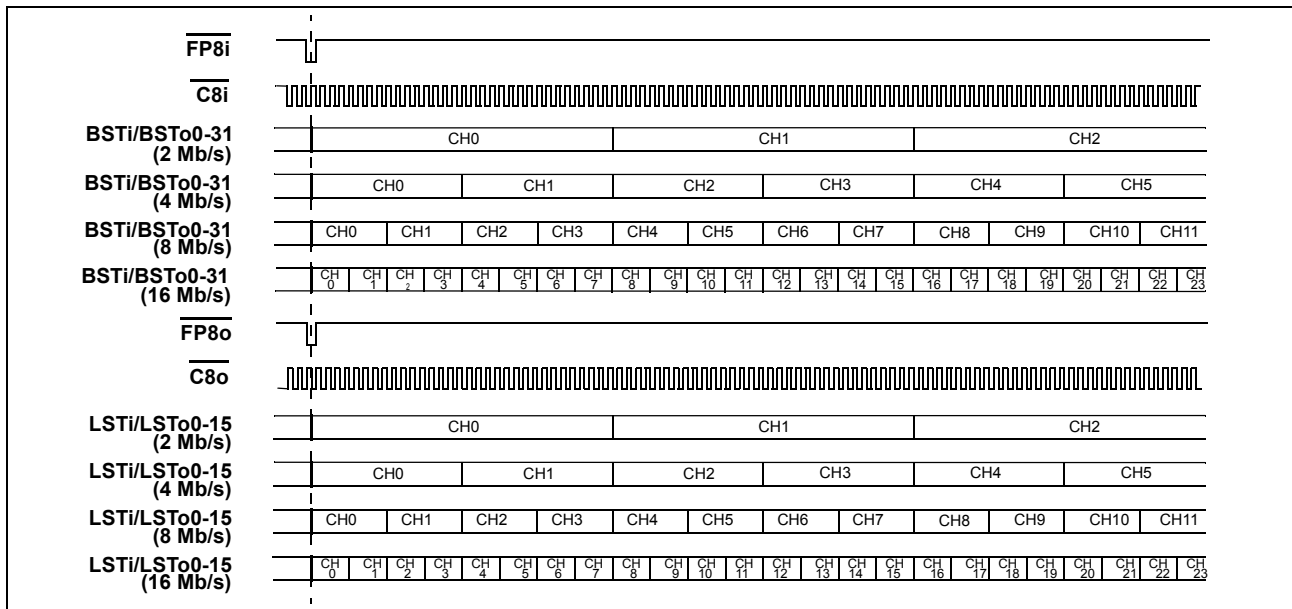 FP8i
C8i
BSTi/BSTo0-31
(2 Mb/s)
CH0 CH1 CH2
BSTi/BSTo0-31
(4 Mb/s)
CH0 CH1 CH2 CH3 CH4 CH5
BSTi/BSTo0-31
(8 Mb/s)
CH0 CH1 CH2 CH3 CH4 CH5 CH6 CH7 CH8 CH9 CH10 CH11
BSTi/BSTo0-31
(16 Mb/s)
CH CH CH CH CH CH CH CH CH CH CH CH CH CH CH CH CH CH CH CH CH CH CH CH
0 1 2 3 4 5 6 7 8 9 10 11 12 13 14 15 16 17 18 19 20 21 22 23
FP8o
C8o
LSTi/LSTo0-15
(2 Mb/s)
CH0 CH1 CH2
LSTi/LSTo0-15
(4 Mb/s)
CH0 CH1 CH2 CH3 CH4 CH5
LSTi/LSTo0-15
(8 Mb/s)
CH0 CH1 CH2 CH3 CH4 CH5 CH6 CH7 CH8 CH9 CH10 CH11
LSTi/LSTo0-15
(16 Mb/s)
CH CH CH CH CH CH CH CH CH CH CH CH CH CH CH CH CH CH CH CH CH CH CH CH
0 1 2 3 4 5 6 7 8 9 10 11 12 13 14 15 16 17 18 19 20 21 22 23